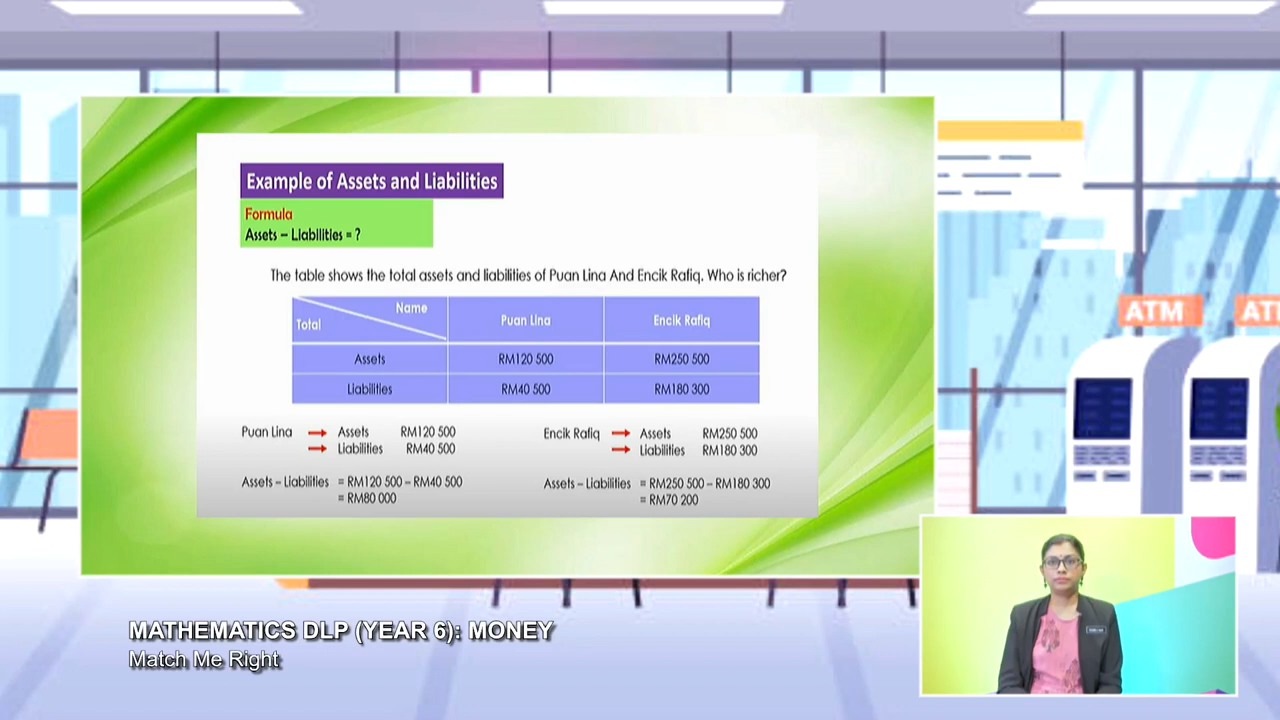 Example of Assets and Liabilities
Formula
Assets – Liabilities = ?
The table shows the total assets and liabilities of Puan Lina And Encik Rafiq. Who is richer?
Name
Total
Puan Lina
Encik Rafiq
Assets
RM120 500
RM250 500
Liabilities
RM40 500
RM180 300
Puan Lina → Assets RM120 500
→ Liabilities RM40 500
Assets – Liabilities = RM120 500 – RM40 500
= RM80 000
Encik Rafiq → Assets RM250 500
→ Liabilities RM180 300
Assets – Liabilities = RM250 500 – RM180 300
= RM70 200
ATM
AT
MATHEMATICS DLP (YEAR 6): MONEY
Match Me Right